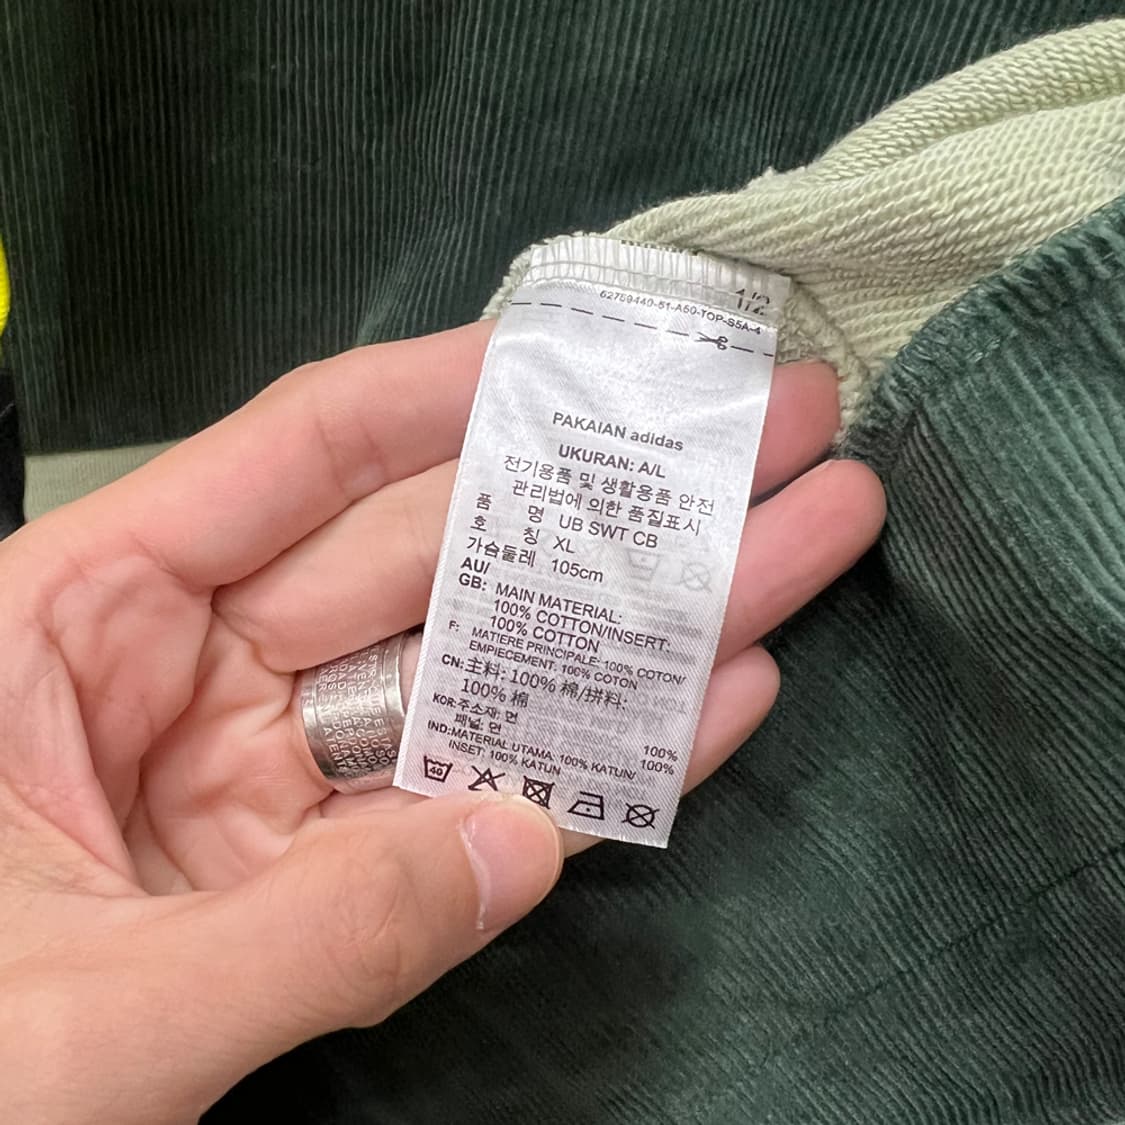 1/2
62759440-51-A50-TOP-S5A-4
PAKAIAN adidas
UKURAN: A/L
전기용품 및 생활용품 안전
관리법에 의한 품질표시
품 명 UB SWT CB
호 칭 XL
가슴둘레 105cm
AU/
GB: MAIN MATERIAL:
100% COTTON/INSERT:
100% COTTON
F: MATIERE PRINCIPALE: 100% COTON/
EMPIECEMENT: 100% COTON
CN: 主料: 100% 棉/拼料:
100% 棉
KOR: 주소재: 면 100%
패널: 면 100%
IND: MATERIAL UTAMA: 100% KATUN/
INSET: 100% KATUN
40